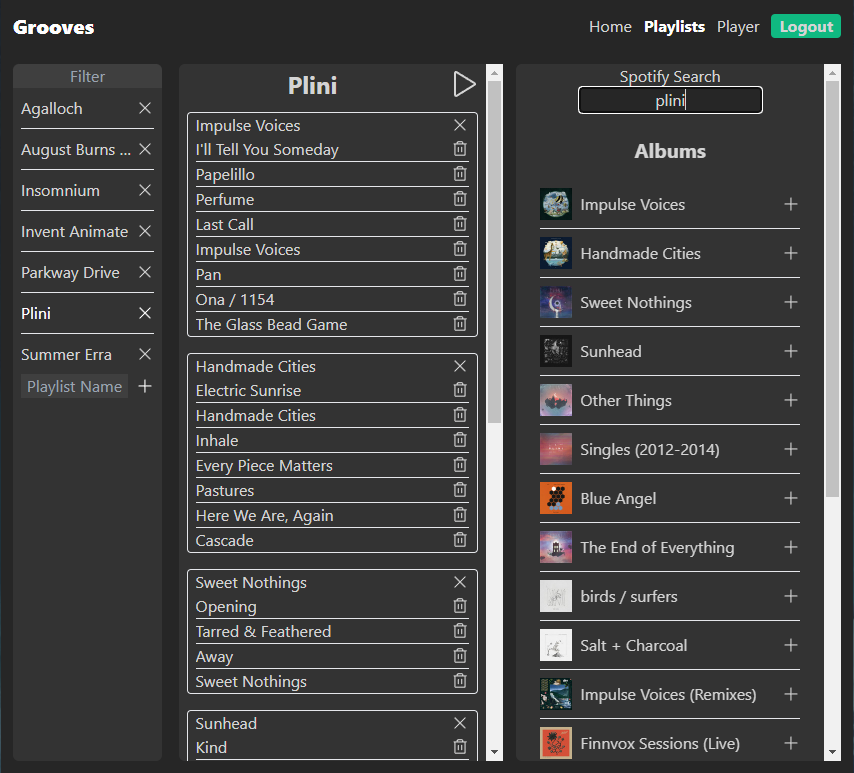 Grooves
Home Playlists Player Logout
Filter
Agalloch
August Burns ...
Insomnium
Invent Animate
Parkway Drive
Plini
Summer Erra
Playlist Name
Plini
Impulse Voices
I'll Tell You Someday
Papelillo
Perfume
Last Call
Impulse Voices
Pan
Ona / 1154
The Glass Bead Game
Handmade Cities
Electric Sunrise
Handmade Cities
Inhale
Every Piece Matters
Pastures
Here We Are, Again
Cascade
Sweet Nothings
Opening
Tarred & Feathered
Away
Sweet Nothings
Sunhead
Kind
Spotify Search
plini
Albums
Impulse Voices
Handmade Cities
Sweet Nothings
Sunhead
Other Things
Singles (2012-2014)
Blue Angel
The End of Everything
birds / surfers
Salt + Charcoal
Impulse Voices (Remixes)
Finnvox Sessions (Live)